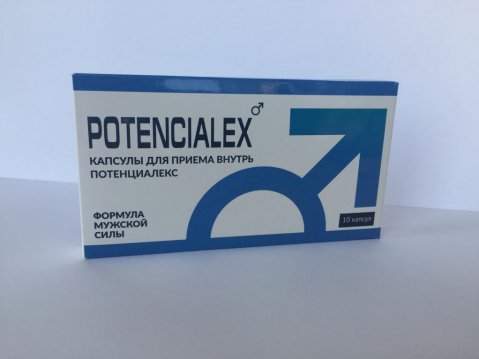 POTENCIALEX
КАПСУЛЫ ДЛЯ ПРИЕМА ВНУТРЬ
ПОТЕНЦИАЛЕКС
ФОРМУЛА
МУЖСКОЙ
СИЛЫ
10 капсул